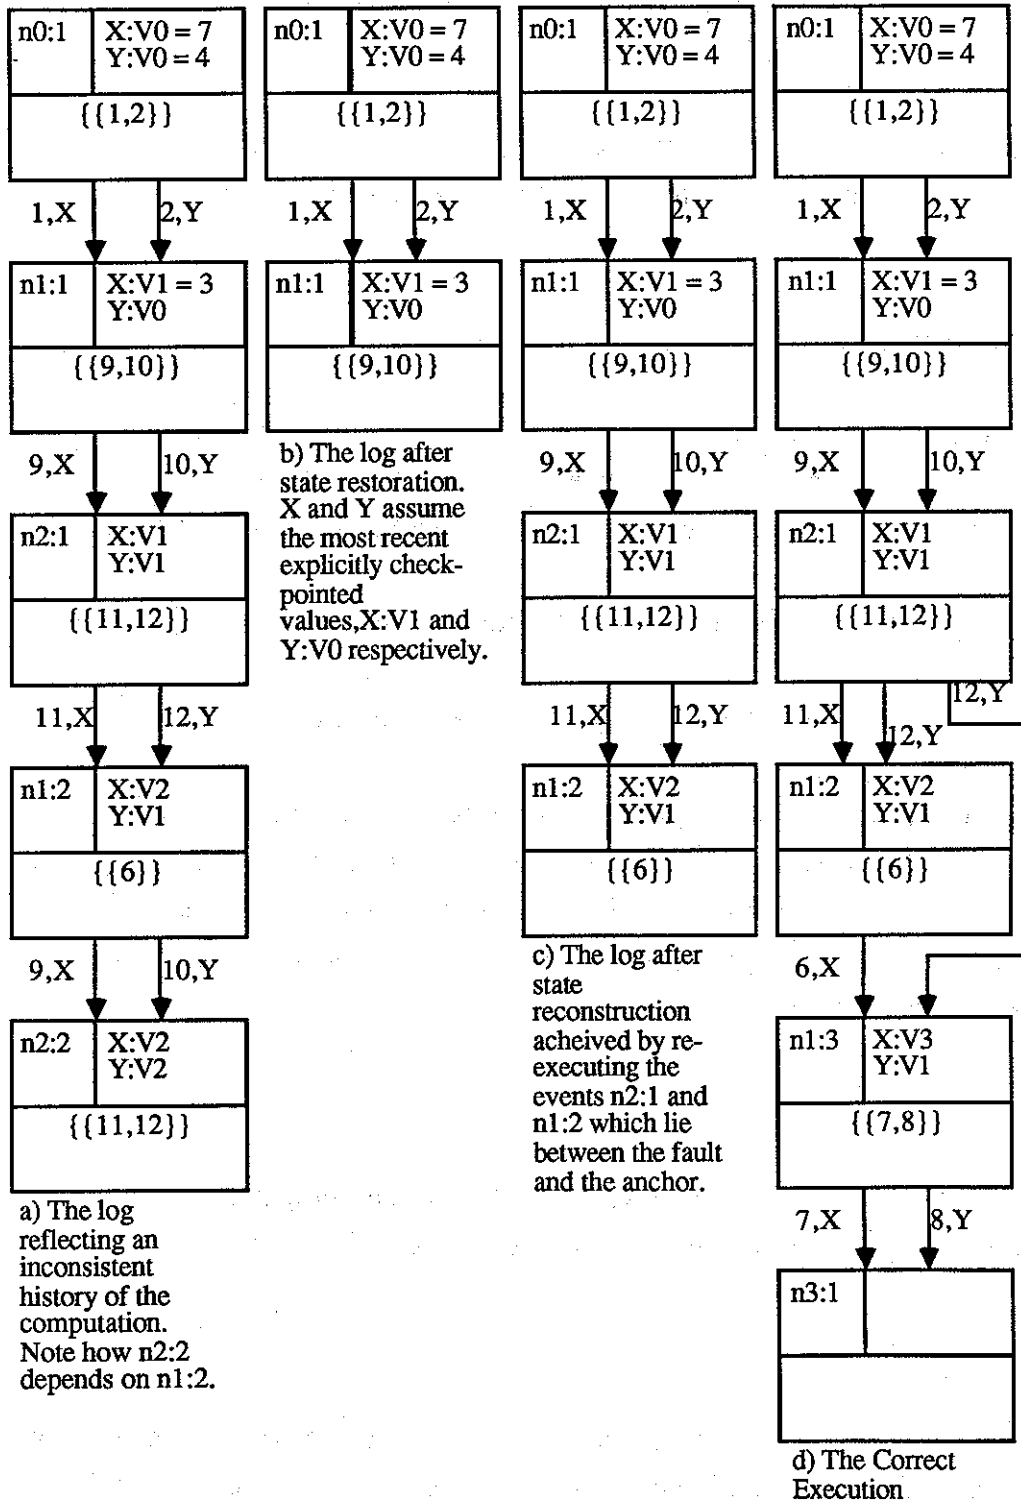 n0:1
X:V0 = 7
Y:V0 = 4
{{1,2}}
1,X
2,Y
n1:1
X:V1 = 3
Y:V0
{{9,10}}
9,X
10,Y
n2:1
X:V1
Y:V1
{{11,12}}
11,X
12,Y
n1:2
X:V2
Y:V1
{{6}}
9,X
10,Y
n2:2
X:V2
Y:V2
{{11,12}}
a) The log
reflecting an
inconsistent
history of the
computation.
Note how n2:2
depends on n1:2.
n0:1
X:V0 = 7
Y:V0 = 4
{{1,2}}
1,X
2,Y
n1:1
X:V1 = 3
Y:V0
{{9,10}}
b) The log after
state restoration.
X and Y assume
the most recent
explicitly check-
pointed
values,X:V1 and
Y:V0 respectively.
n0:1
X:V0 = 7
Y:V0 = 4
{{1,2}}
1,X
2,Y
n1:1
X:V1 = 3
Y:V0
{{9,10}}
9,X
10,Y
n2:1
X:V1
Y:V1
{{11,12}}
11,X
12,Y
n1:2
X:V2
Y:V1
{{6}}
c) The log after
state
reconstruction
acheived by re-
executing the
events n2:1 and
n1:2 which lie
between the fault
and the anchor.
n0:1
X:V0 = 7
Y:V0 = 4
{{1,2}}
1,X
2,Y
n1:1
X:V1 = 3
Y:V0
{{9,10}}
9,X
10,Y
n2:1
X:V1
Y:V1
{{11,12}}
11,X
12,Y
12,Y
n1:2
X:V2
Y:V1
{{6}}
6,X
n1:3
X:V3
Y:V1
{{7,8}}
7,X
8,Y
n3:1
d) The Correct
Execution